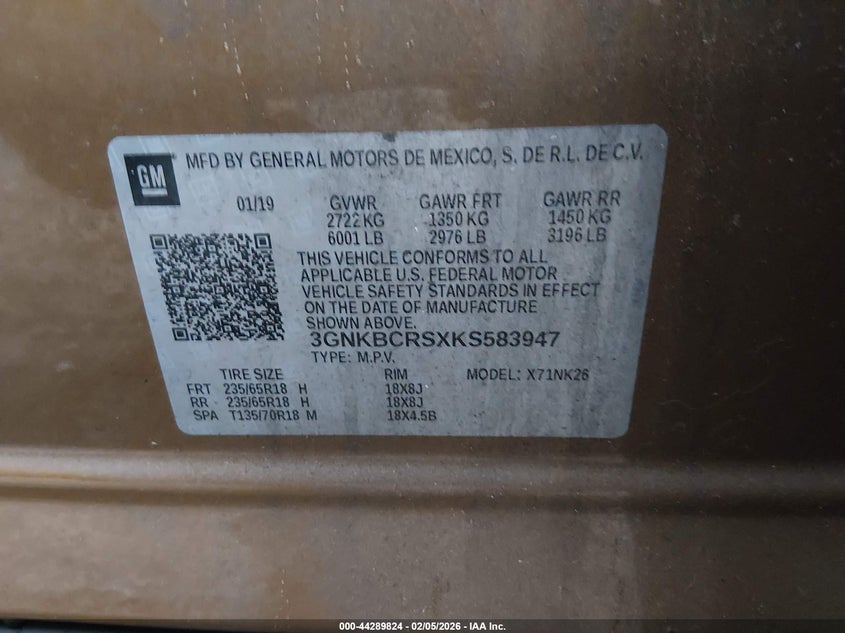 GM
MFD BY GENERAL MOTORS DE MEXICO, S. DE R.L. DE C.V.
01/19 GVWR GAWR FRT GAWR RR
2722 KG 1350 KG 1450 KG
6001 LB 2976 LB 3196 LB
THIS VEHICLE CONFORMS TO ALL
APPLICABLE U.S. FEDERAL MOTOR
VEHICLE SAFETY STANDARDS IN EFFECT
ON THE DATE OF MANUFACTURE
SHOWN ABOVE.
3GNKBCRSXKS583947
TYPE: M.P.V.
TIRE SIZE RIM MODEL: X71NK26
FRT 235/65R18 H 18X8J
RR 235/65R18 H 18X8J
SPA T135/70R18 M 18X4.5B
000-44289824 - 02/05/2026 - IAA Inc.